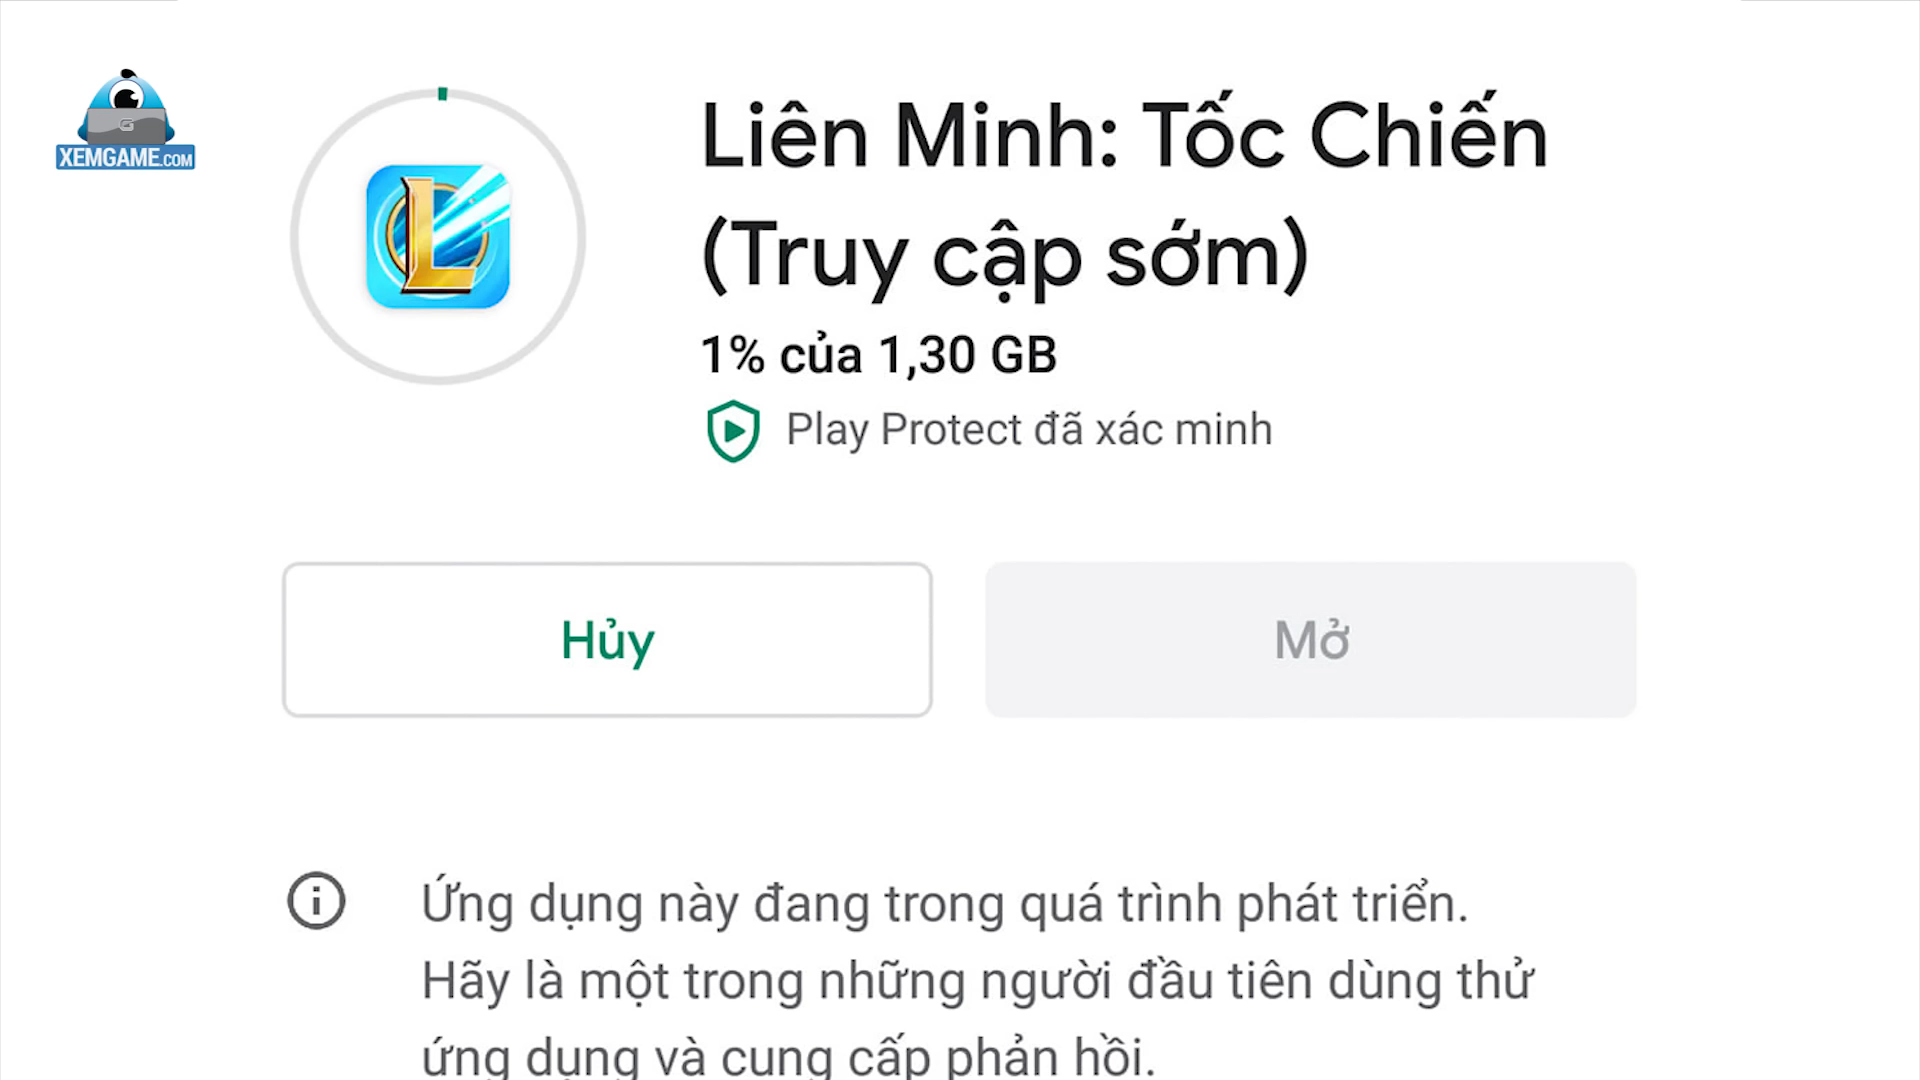 XEMGAME.COM
Liên Minh: Tốc Chiến
(Truy cập sớm)
1% của 1,30 GB
Play Protect đã xác minh
Hủy
Mở
Ứng dụng này đang trong quá trình phát triển.
Hãy là một trong những người đầu tiên dùng thử
ứng dụng và cung cấp phản hồi.